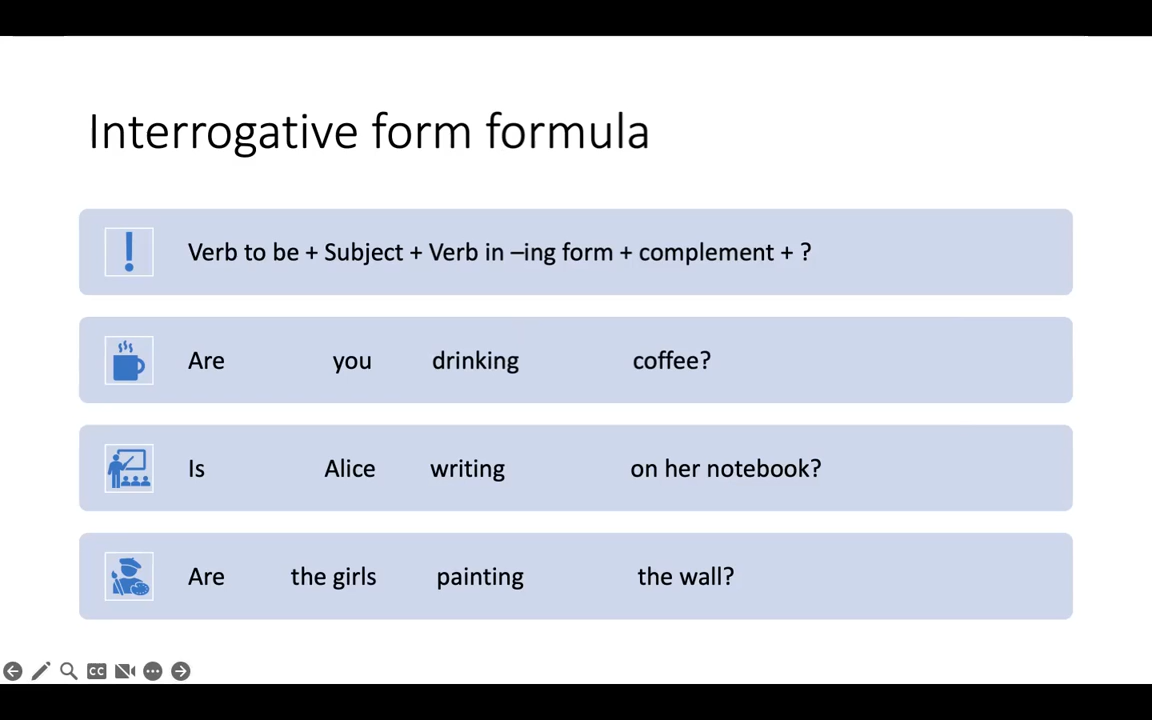 Interrogative form formula
Verb to be + Subject + Verb in –ing form + complement + ?
Are you drinking coffee?
Is Alice writing on her notebook?
Are the girls painting the wall?
CC